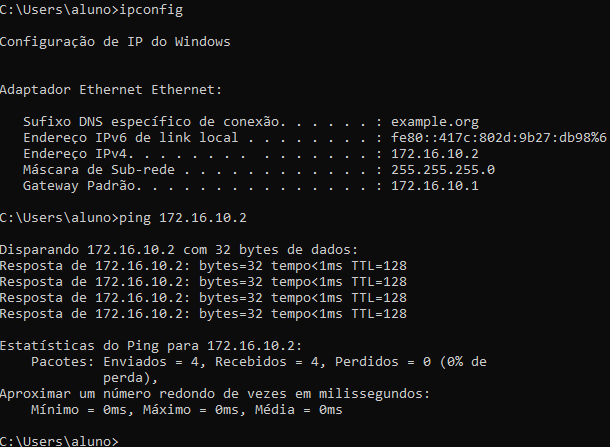 C:\Users\aluno>ipconfig
Configuração de IP do Windows
Adaptador Ethernet Ethernet:
Sufixo DNS específico de conexão. . . . . . : example.org
Endereço IPv6 de link local . . . . . . . . : fe80::417c:802d:9b27:db98%6
Endereço IPv4. . . . . . . . . . . . . . . : 172.16.10.2
Máscara de Sub-rede . . . . . . . . . . . . : 255.255.255.0
Gateway Padrão. . . . . . . . . . . . . . . : 172.16.10.1
C:\Users\aluno>ping 172.16.10.2
Disparando 172.16.10.2 com 32 bytes de dados:
Resposta de 172.16.10.2: bytes=32 tempo<1ms TTL=128
Resposta de 172.16.10.2: bytes=32 tempo<1ms TTL=128
Resposta de 172.16.10.2: bytes=32 tempo<1ms TTL=128
Resposta de 172.16.10.2: bytes=32 tempo<1ms TTL=128
Estatísticas do Ping para 172.16.10.2:
Pacotes: Enviados = 4, Recebidos = 4, Perdidos = 0 (0% de
perda),
Aproximar um número redondo de vezes em milissegundos:
Mínimo = 0ms, Máximo = 0ms, Média = 0ms
C:\Users\aluno>